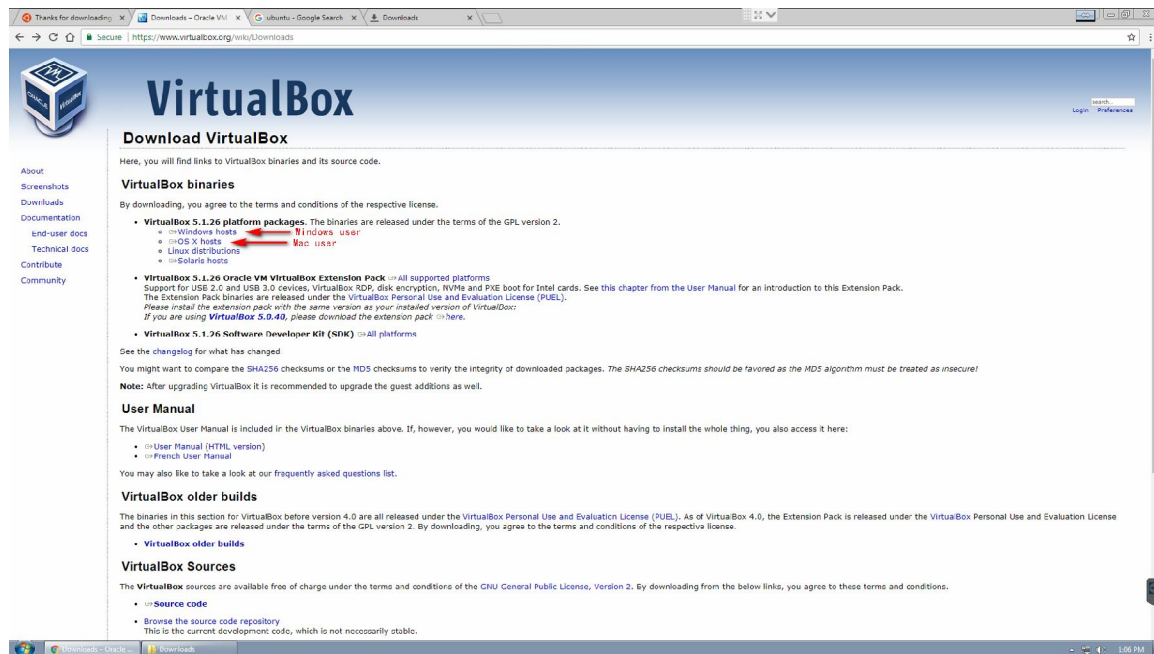 Thanks for downloading
Downloads – Oracle VM
ubuntu - Google Search
Downloads
Secure | https://www.virtualbox.org/wiki/Downloads
ORACLE
VM
VirtualBox
VirtualBox
search...
Login Preferences
About
Screenshots
Downloads
Documentation
End-user docs
Technical docs
Contribute
Community
Download VirtualBox
Here, you will find links to VirtualBox binaries and its source code.
VirtualBox binaries
By downloading, you agree to the terms and conditions of the respective license.
• VirtualBox 5.1.26 platform packages. The binaries are released under the terms of the GPL version 2.
Windows hosts Windows user
OS X hosts Mac user
Linux distributions
Solaris hosts
• VirtualBox 5.1.26 Oracle VM VirtualBox Extension Pack All supported platforms
Support for USB 2.0 and USB 3.0 devices, VirtualBox RDP, disk encryption, NVMe and PXE boot for Intel cards. See this chapter from the User Manual for an introduction to this Extension Pack.
The Extension Pack binaries are released under the VirtualBox Personal Use and Evaluation License (PUEL).
Please install the extension pack with the same version as your installed version of VirtualBox:
If you are using VirtualBox 5.0.40, please download the extension pack here.
• VirtualBox 5.1.26 Software Developer Kit (SDK) All platforms
See the changelog for what has changed
You might want to compare the SHA256 checksums or the MD5 checksums to verify the integrity of downloaded packages. The SHA256 checksums should be favored as the MD5 algorithm must be treated as insecure!
Note: After upgrading VirtualBox it is recommended to upgrade the guest additions as well.
User Manual
The VirtualBox User Manual is included in the VirtualBox binaries above. If, however, you would like to take a look at it without having to install the whole thing, you also access it here:
• User Manual (HTML version)
• French User Manual
You may also like to take a look at our frequently asked questions list.
VirtualBox older builds
The binaries in this section for VirtualBox before version 4.0 are all released under the VirtualBox Personal Use and Evaluation License (PUEL). As of VirtualBox 4.0, the Extension Pack is released under the VirtualBox Personal Use and Evaluation License
and the other packages are released under the terms of the GPL version 2. By downloading, you agree to the terms and conditions of the respective license.
• VirtualBox older builds
VirtualBox Sources
The VirtualBox sources are available free of charge under the terms and conditions of the GNU General Public License, Version 2. By downloading from the below links, you agree to these terms and conditions.
• Source code
• Browse the source code repository
This is the current development code, which is not necessarily stable.
Downloads - Oracle ...
Downloads
1:06 PM